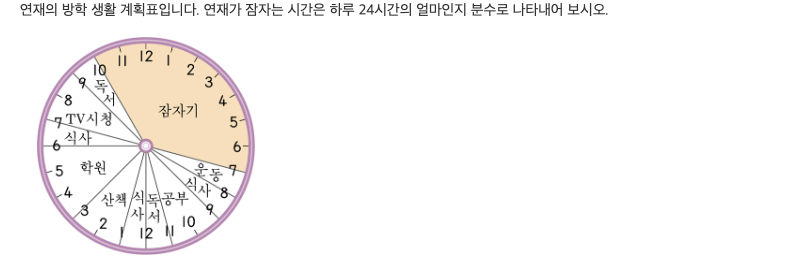 연재의 방학 생활 계획표입니다. 연재가 잠자는 시간은 하루 24시간의 얼마인지 분수로 나타내어 보시오.
11 12 1
10 2
9 독서 3
8 잠자기 4
7 TV시청 5
6 식사 6
5 학원 운동 7
4 산책 식사 독서 공부 식사 8
3 9
2 10
1 12 11